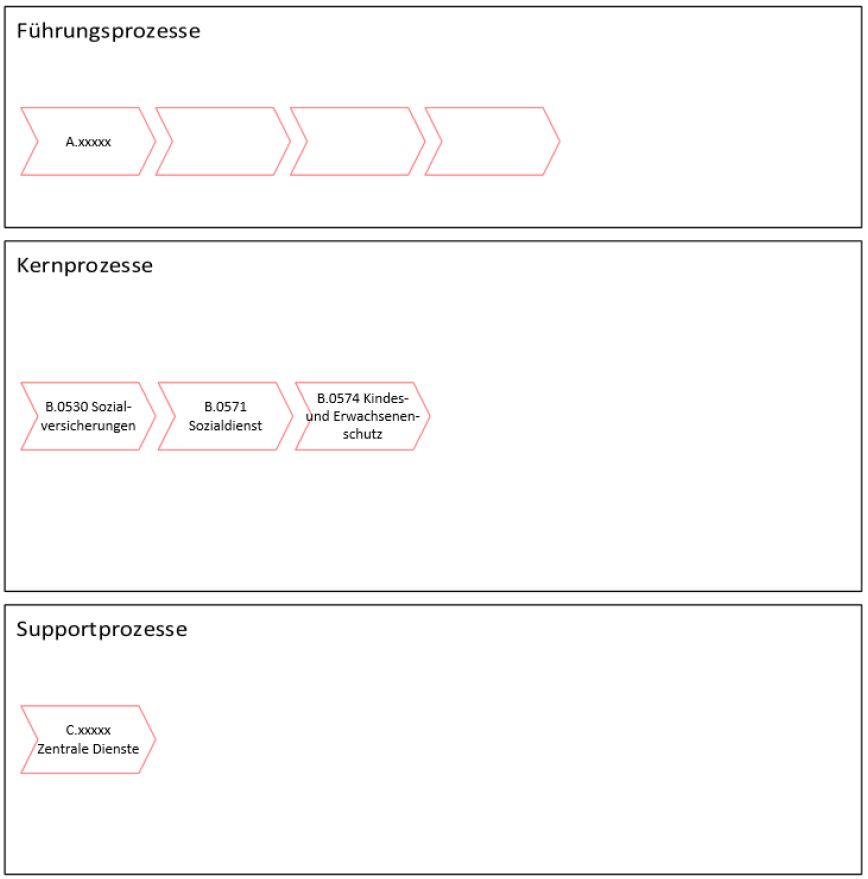 Führungsprozesse
A.xxxxx
Kernprozesse
B.0530 Sozial-
versicherungen
B.0571
Sozialdienst
B.0574 Kindes-
und Erwachsenen-
schutz
Supportprozesse
C.xxxxx
Zentrale Dienste